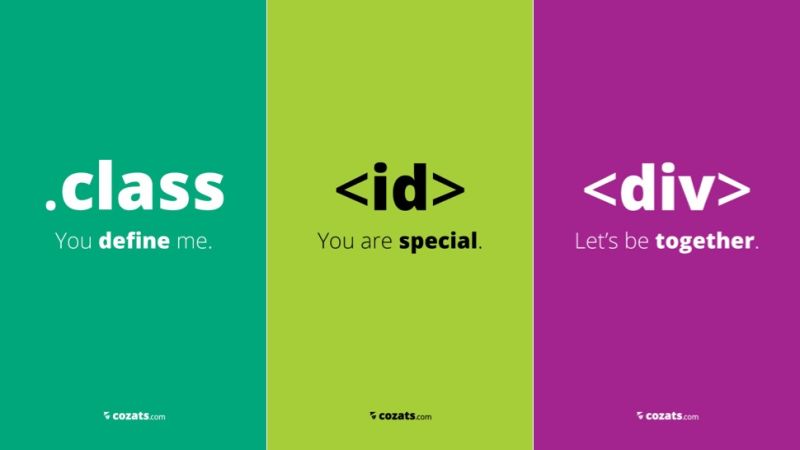 .class
You define me.
cozats.com
<id>
You are special.
cozats.com
<div>
Let’s be together.
cozats.com